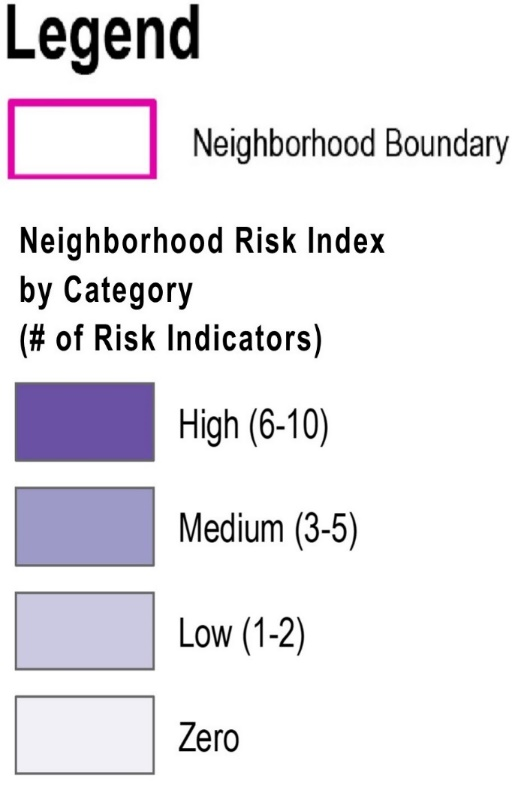 Legend
Neighborhood Boundary
Neighborhood Risk Index
by Category
(# of Risk Indicators)
High (6-10)
Medium (3-5)
Low (1-2)
Zero